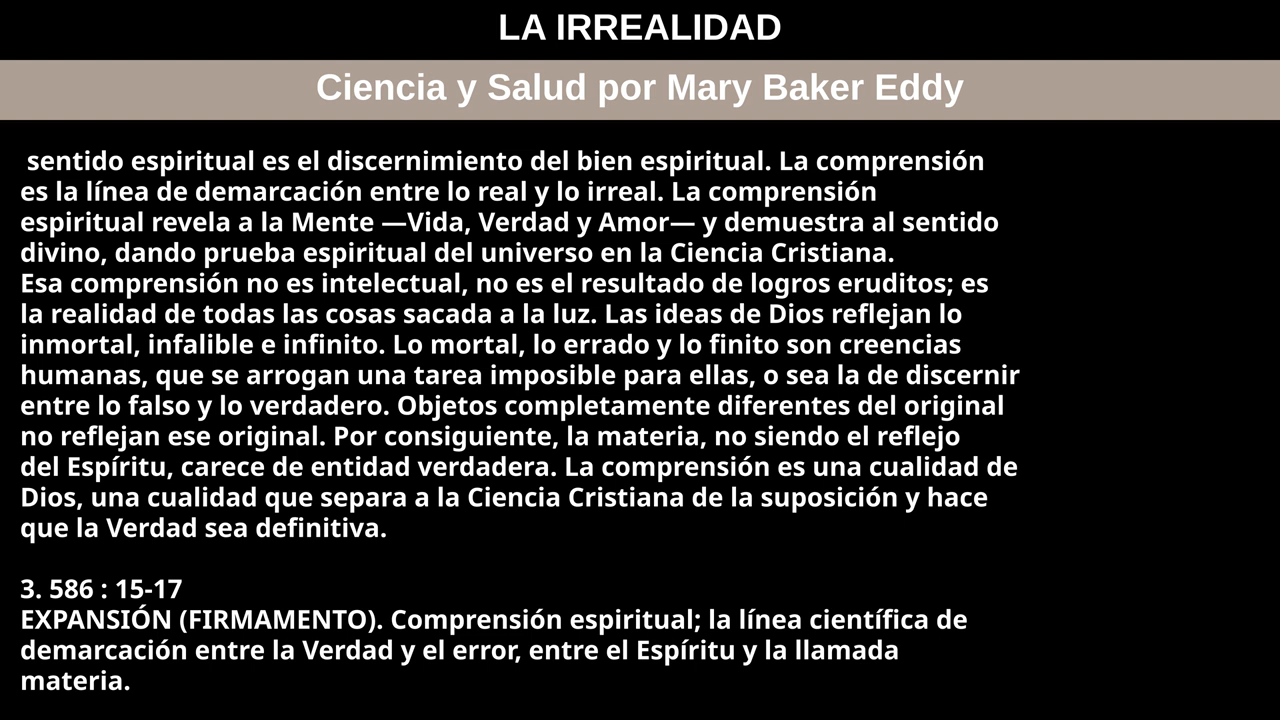 LA IRREALIDAD
Ciencia y Salud por Mary Baker Eddy
sentido espiritual es el discernimiento del bien espiritual. La comprensión
es la línea de demarcación entre lo real y lo irreal. La comprensión
espiritual revela a la Mente —Vida, Verdad y Amor— y demuestra al sentido
divino, dando prueba espiritual del universo en la Ciencia Cristiana.
Esa comprensión no es intelectual, no es el resultado de logros eruditos; es
la realidad de todas las cosas sacada a la luz. Las ideas de Dios reflejan lo
inmortal, infalible e infinito. Lo mortal, lo errado y lo finito son creencias
humanas, que se arrogan una tarea imposible para ellas, o sea la de discernir
entre lo falso y lo verdadero. Objetos completamente diferentes del original
no reflejan ese original. Por consiguiente, la materia, no siendo el reflejo
del Espíritu, carece de entidad verdadera. La comprensión es una cualidad de
Dios, una cualidad que separa a la Ciencia Cristiana de la suposición y hace
que la Verdad sea definitiva.
3. 586 : 15-17
EXPANSIÓN (FIRMAMENTO). Comprensión espiritual; la línea científica de
demarcación entre la Verdad y el error, entre el Espíritu y la llamada
materia.